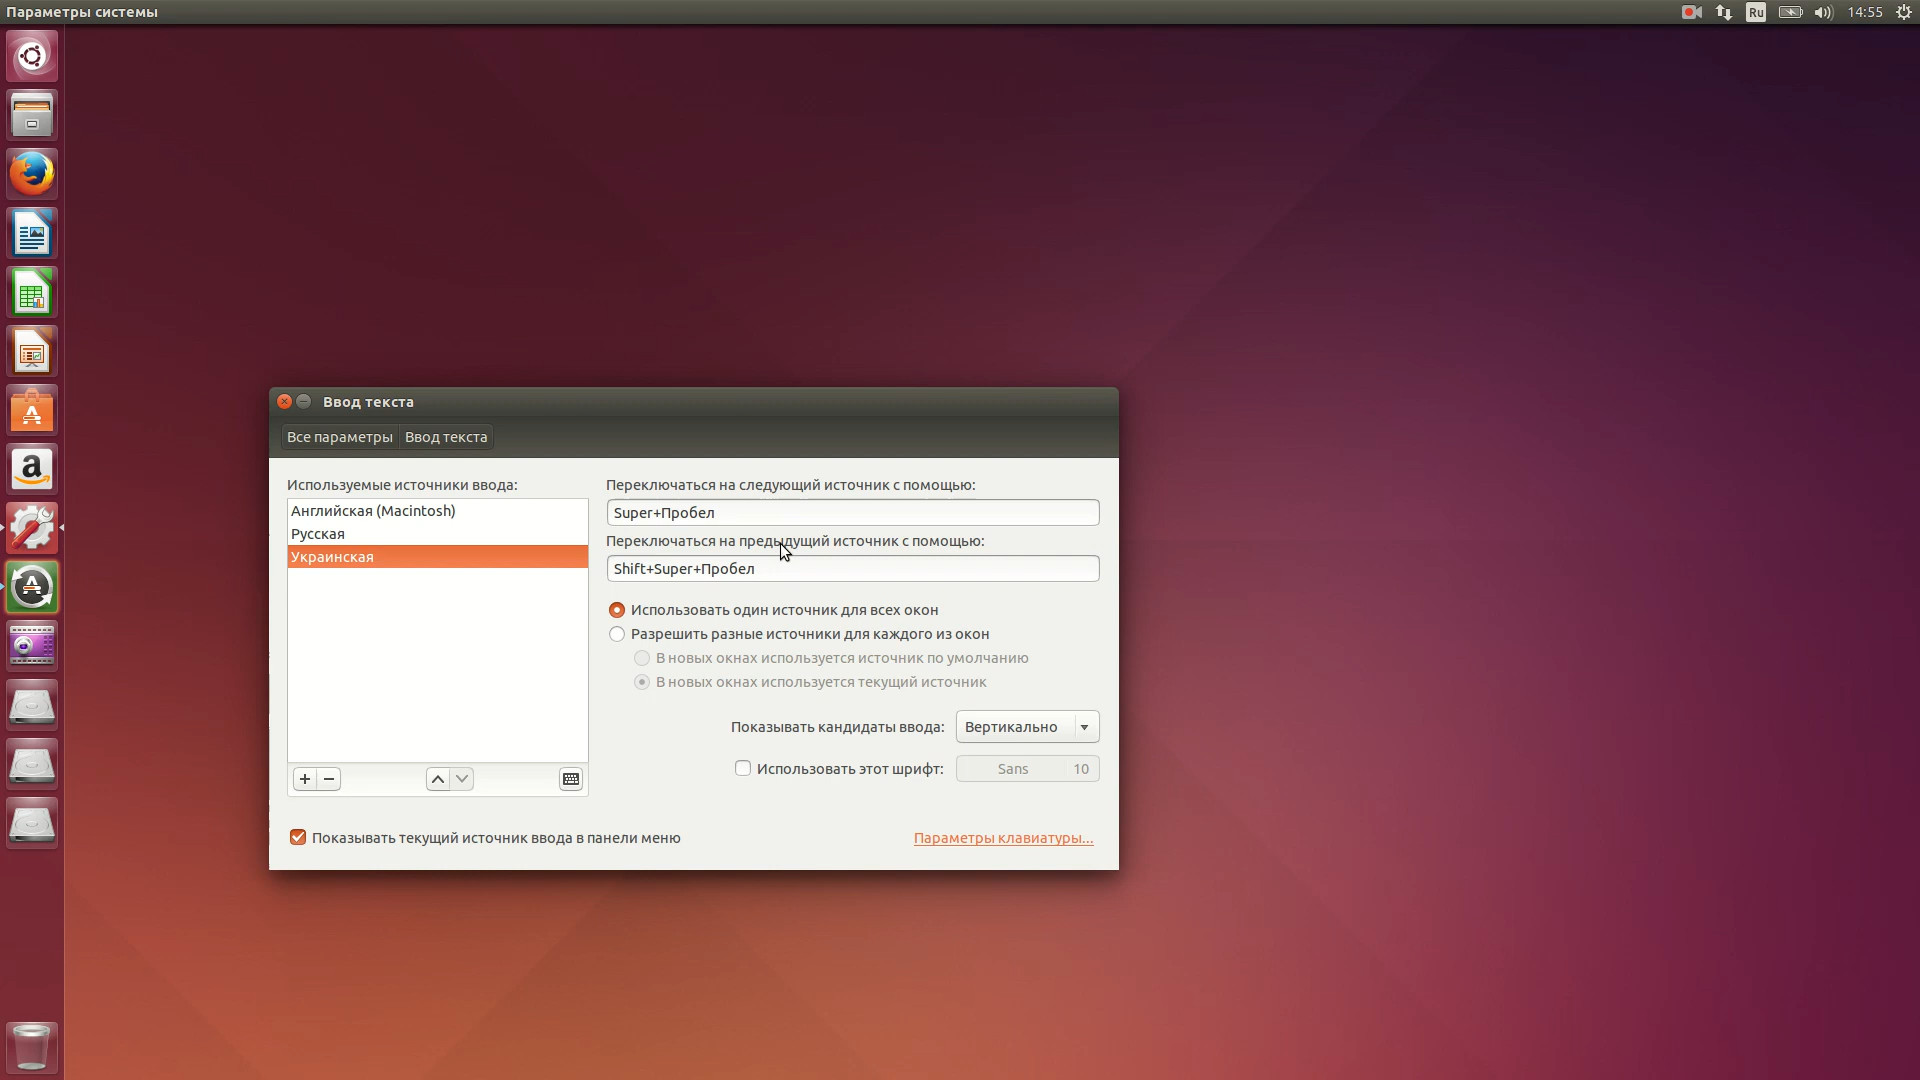 Параметры системы
Ru
14:55
Ввод текста
Все параметры
Ввод текста
Используемые источники ввода:
Английская (Macintosh)
Русская
Украинская
Переключаться на следующий источник с помощью:
Super+Пробел
Переключаться на предыдущий источник с помощью:
Shift+Super+Пробел
Использовать один источник для всех окон
Разрешить разные источники для каждого из окон
В новых окнах используется источник по умолчанию
В новых окнах используется текущий источник
Показывать кандидаты ввода:
Вертикально
Использовать этот шрифт:
Sans 10
Показывать текущий источник ввода в панели меню
Параметры клавиатуры...